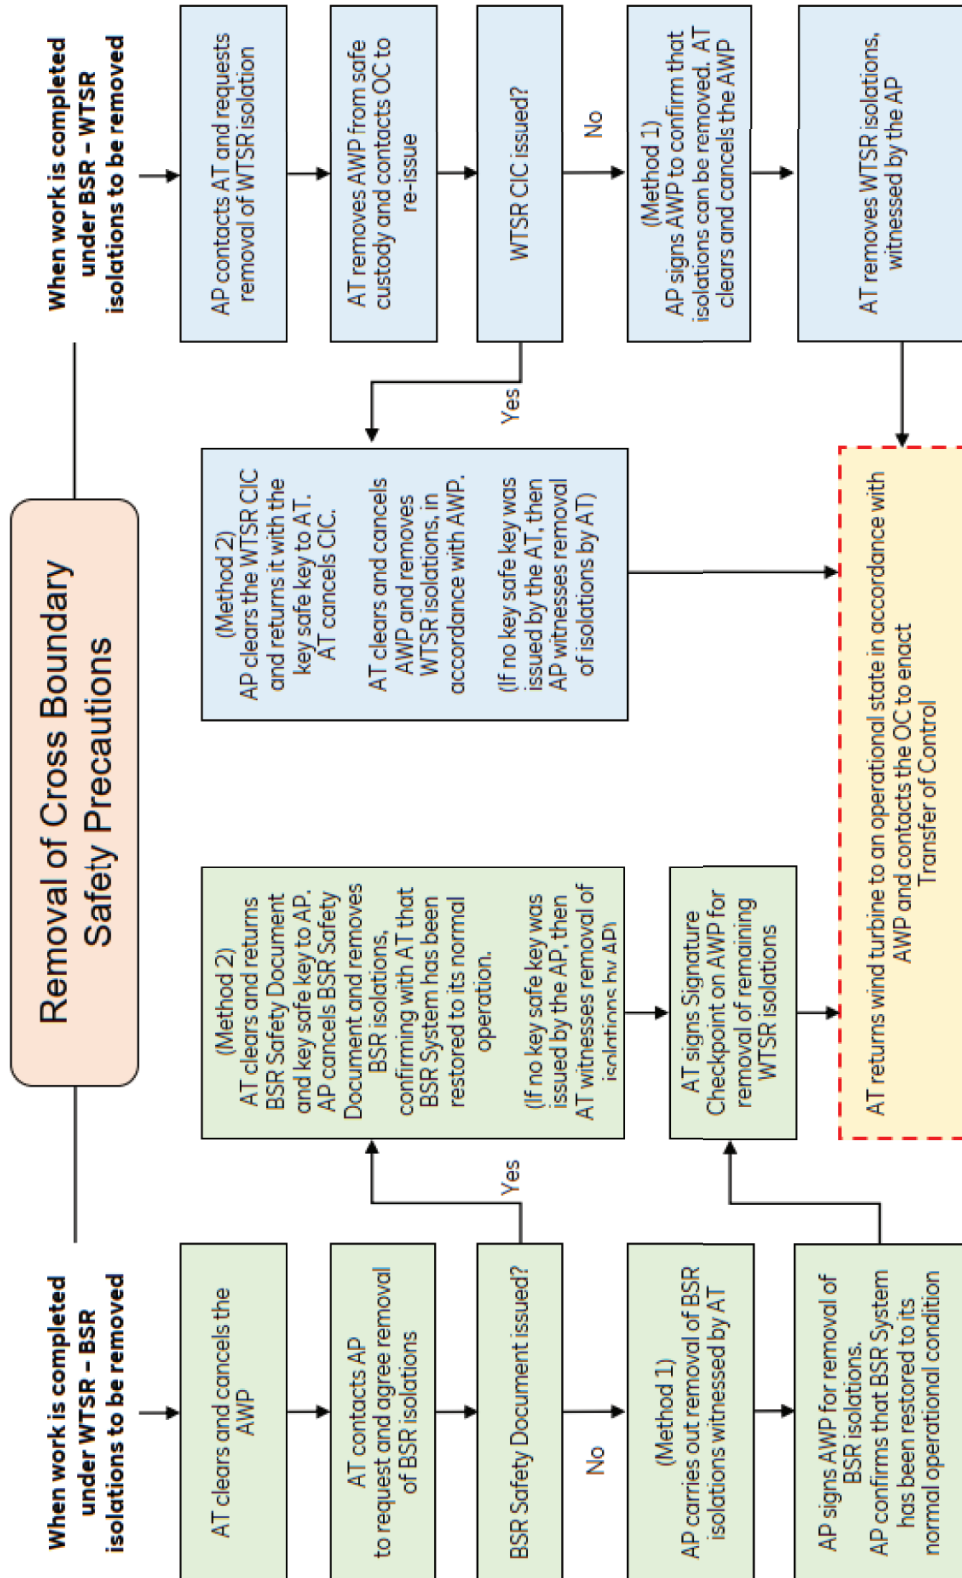 Removal of Cross Boundary
Safety Precautions
When work is completed
under WTSR – BSR
isolations to be removed
AT clears and cancels the
AWP
AT contacts AP
to request and agree removal
of BSR isolations
BSR Safety Document issued?
No
Yes
(Method 1)
AP carries out removal of BSR
isolations witnessed by AT
AP signs AWP for removal of
BSR isolations.
AP confirms that BSR System
has been restored to its
normal operational condition
(Method 2)
AT clears and returns
BSR Safety Document
and key safe key to AP.
AP cancels BSR Safety
Document and removes
BSR isolations,
confirming with AT that
BSR System has been
restored to its normal
operation.
(If no key safe key was
issued by the AP, then
AT witnesses removal of
isolations by AP)
AT signs Signature
Checkpoint on AWP for
removal of remaining
WTSR isolations
When work is completed
under BSR – WTSR
isolations to be removed
AP contacts AT and requests
removal of WTSR isolation
AT removes AWP from safe
custody and contacts OC to
re-issue
WTSR CIC issued?
Yes
No
(Method 2)
AP clears the WTSR CIC
and returns it with the
key safe key to AT.
AT cancels CIC.
AT clears and cancels
AWP and removes
WTSR isolations, in
accordance with AWP.
(If no key safe key was
issued by the AT, then
AP witnesses removal
of isolations by AT)
(Method 1)
AP signs AWP to confirm that
isolations can be removed. AT
clears and cancels the AWP
AT removes WTSR isolations,
witnessed by the AP
AT returns wind turbine to an operational state in accordance with
AWP and contacts the OC to enact
Transfer of Control